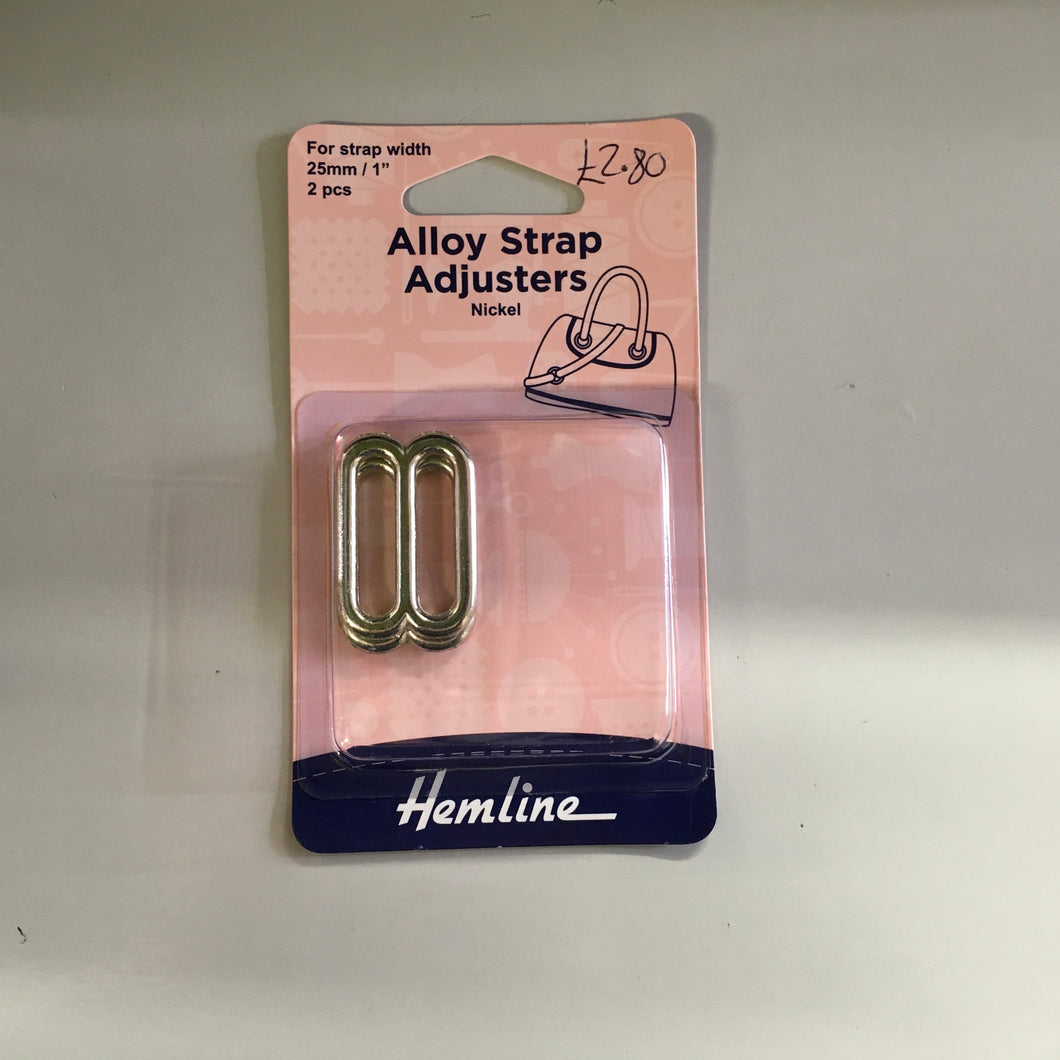 For strap width
25mm / 1”
2 pcs
£2.80
Alloy Strap
Adjusters
Nickel
Hemline